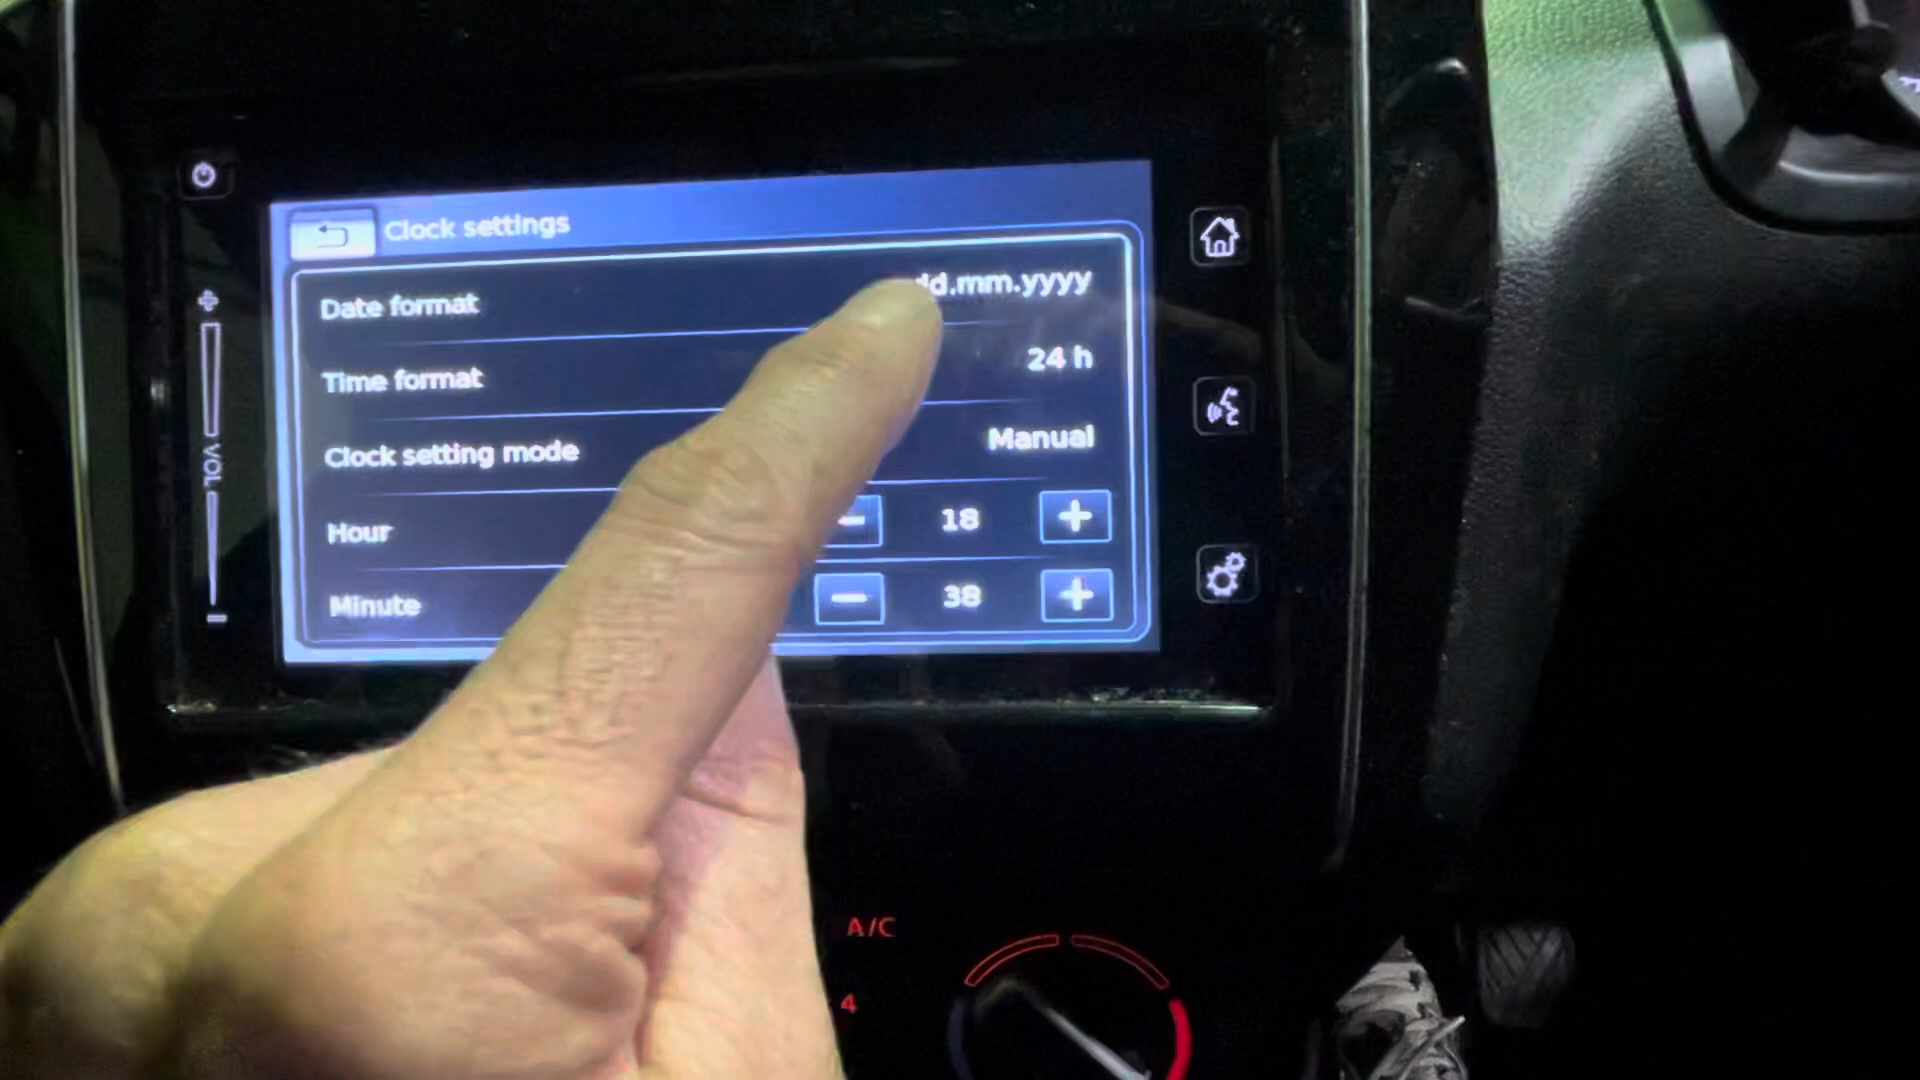 Clock settings
Date format dd.mm.yyyy
Time format 24 h
Clock setting mode Manual
Hour − 18 +
Minute − 38 +
VOL
A/C
4